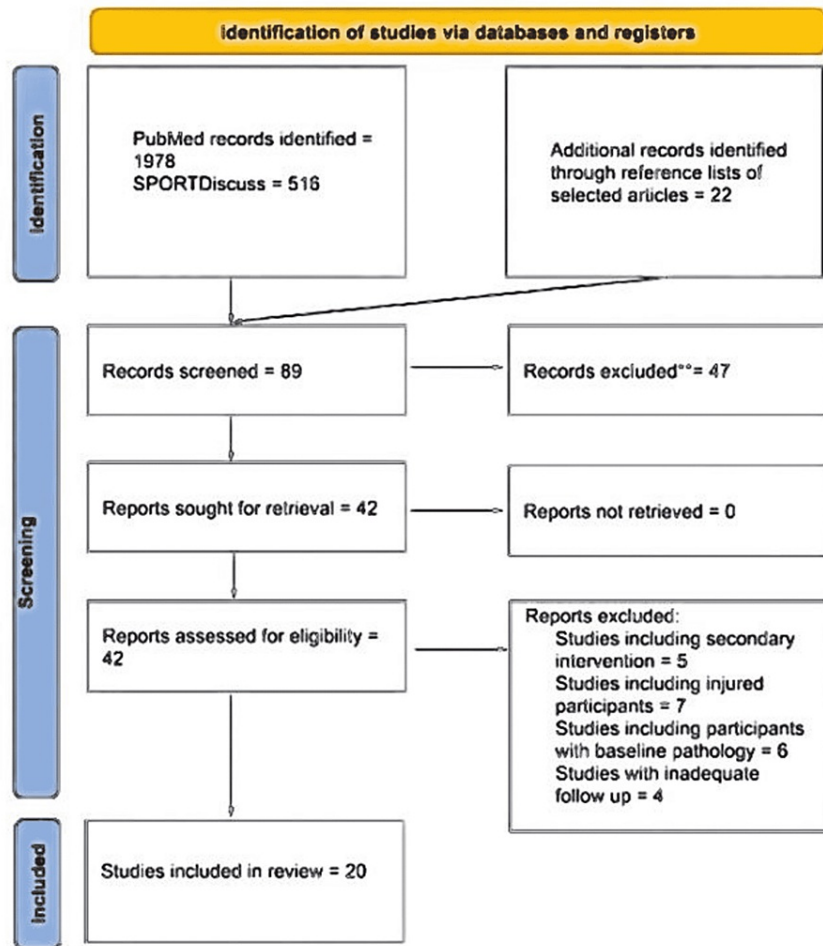 Identification of studies via databases and registers
Identification
PubMed records identified =
1978
SPORTDiscuss = 516
Additional records identified
through reference lists of
selected articles = 22
Screening
Records screened = 89
Records excluded**= 47
Reports sought for retrieval = 42
Reports not retrieved = 0
Reports assessed for eligibility =
42
Reports excluded:
Studies including secondary
intervention = 5
Studies including injured
participants = 7
Studies including participants
with baseline pathology = 6
Studies with inadequate
follow up = 4
Included
Studies included in review = 20